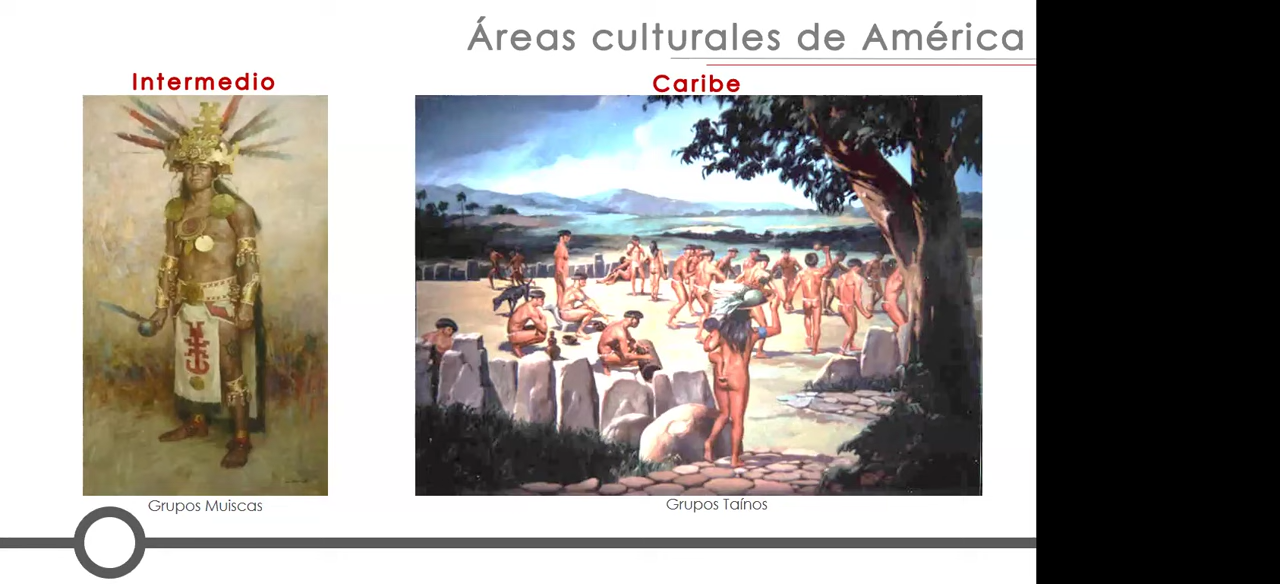 Áreas culturales de América
Intermedio
Caribe
Grupos Muiscas
Grupos Taínos